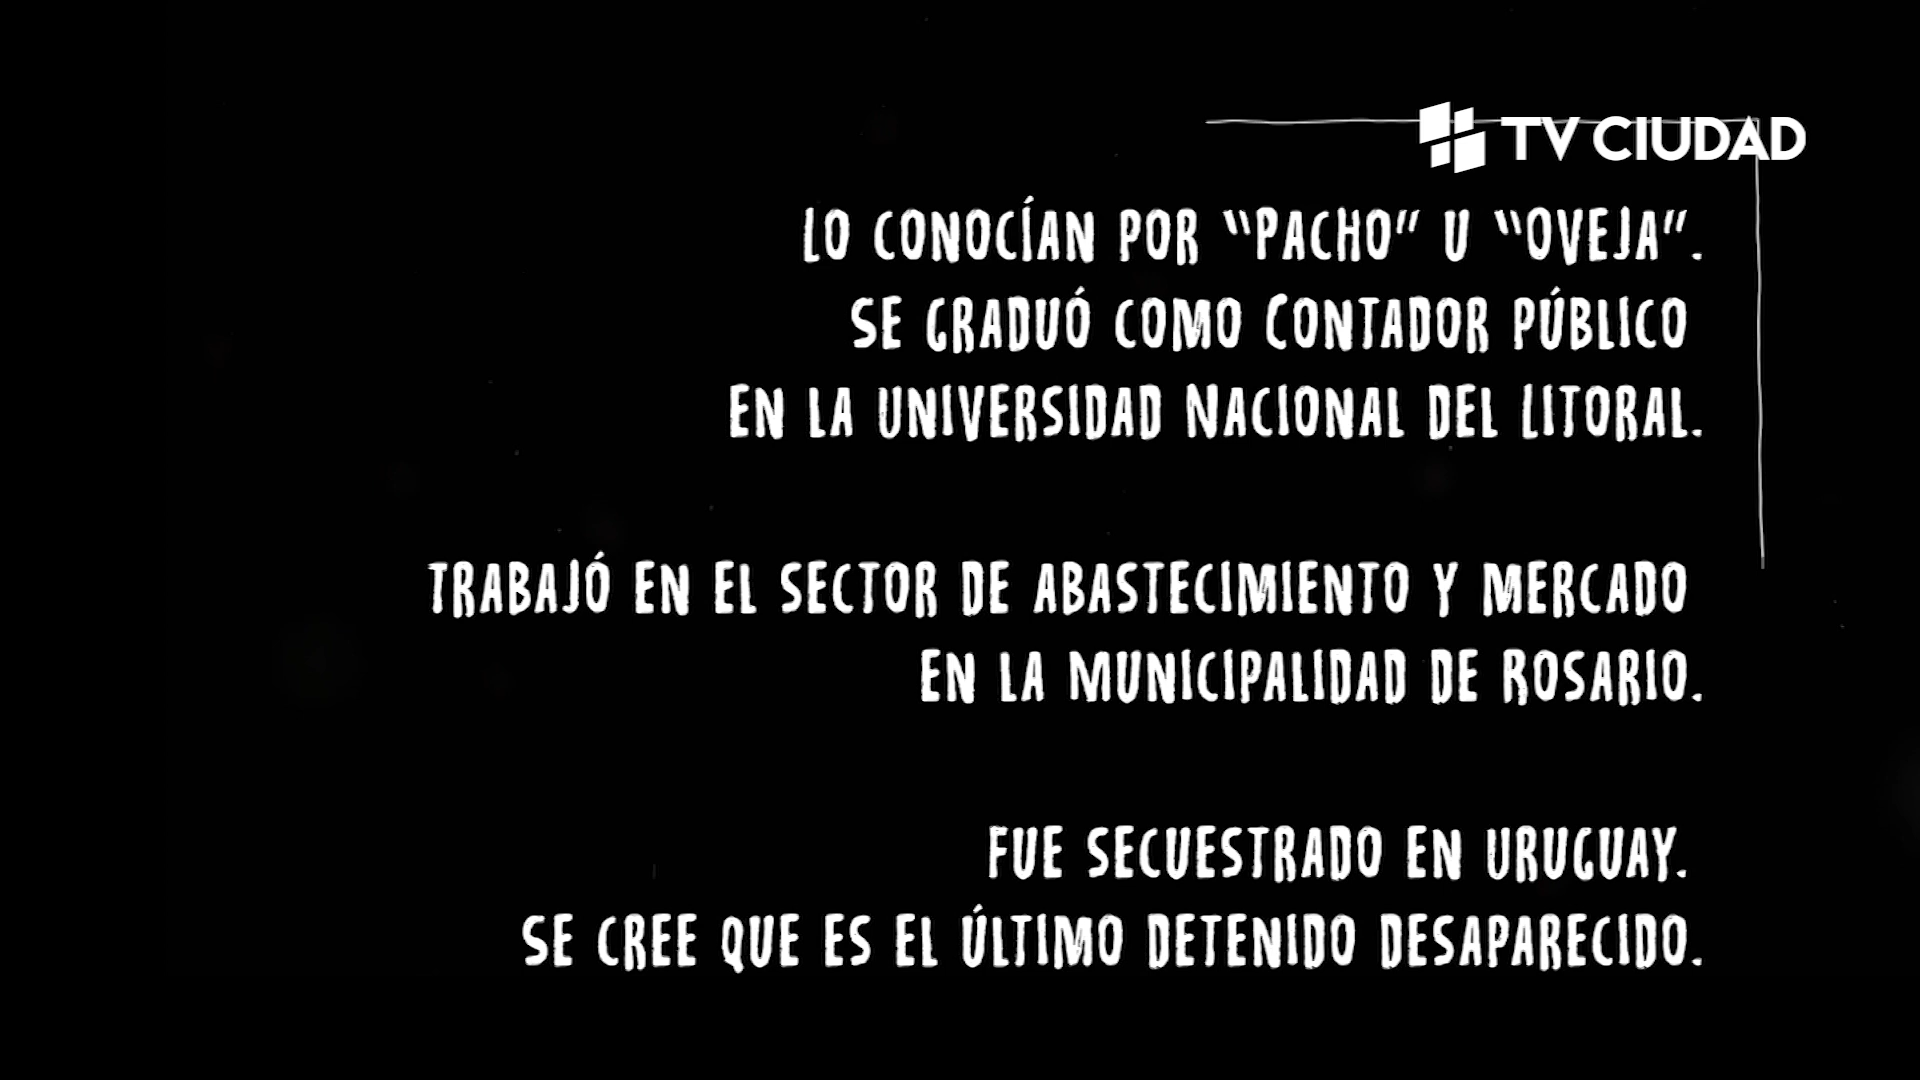 TV CIUDAD
LO CONOCÍAN POR "PACHO" U "OVEJA".
SE GRADUÓ COMO CONTADOR PÚBLICO
EN LA UNIVERSIDAD NACIONAL DEL LITORAL.
TRABAJÓ EN EL SECTOR DE ABASTECIMIENTO Y MERCADO
EN LA MUNICIPALIDAD DE ROSARIO.
FUE SECUESTRADO EN URUGUAY.
SE CREE QUE ES EL ÚLTIMO DETENIDO DESAPARECIDO.